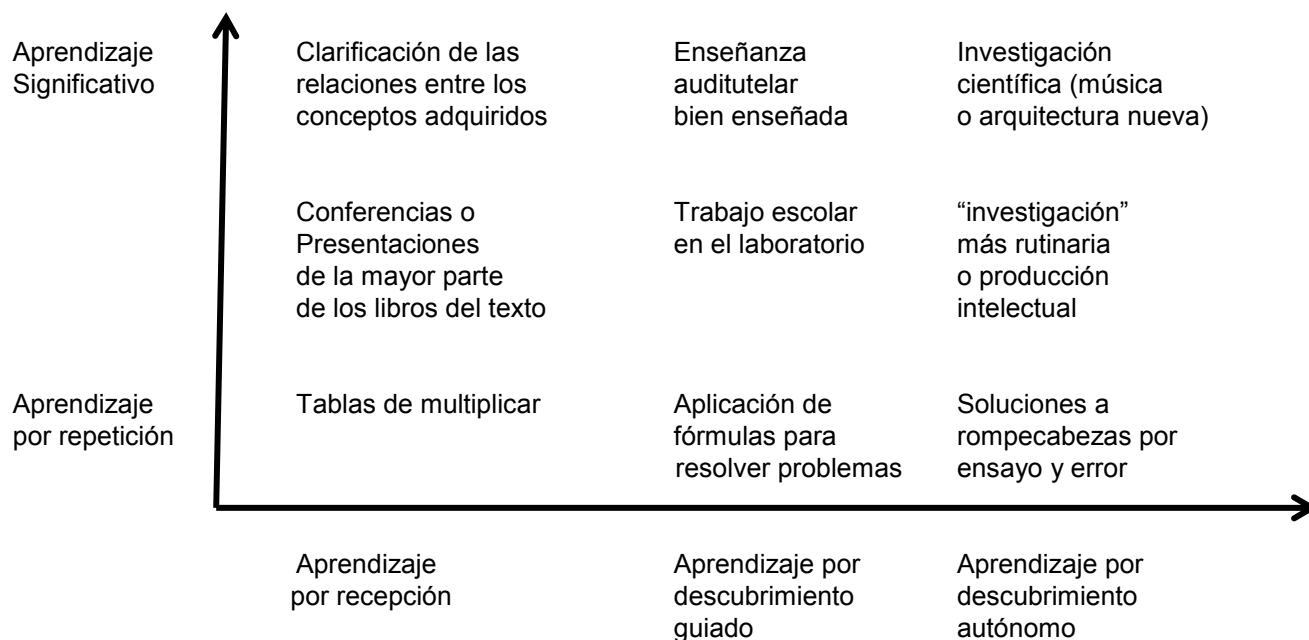 Aprendizaje
Significativo
Clarificación de las
relaciones entre los
conceptos adquiridos
Enseñanza
auditutelar
bien enseñada
Investigación
científica (música
o arquitectura nueva)
Conferencias o
Presentaciones
de la mayor parte
de los libros del texto
Trabajo escolar
en el laboratorio
“investigación”
más rutinaria
o producción
intelectual
Aprendizaje
por repetición
Tablas de multiplicar
Aplicación de
fórmulas para
resolver problemas
Soluciones a
rompecabezas por
ensayo y error
Aprendizaje
por recepción
Aprendizaje por
descubrimiento
guiado
Aprendizaje por
descubrimiento
autónomo